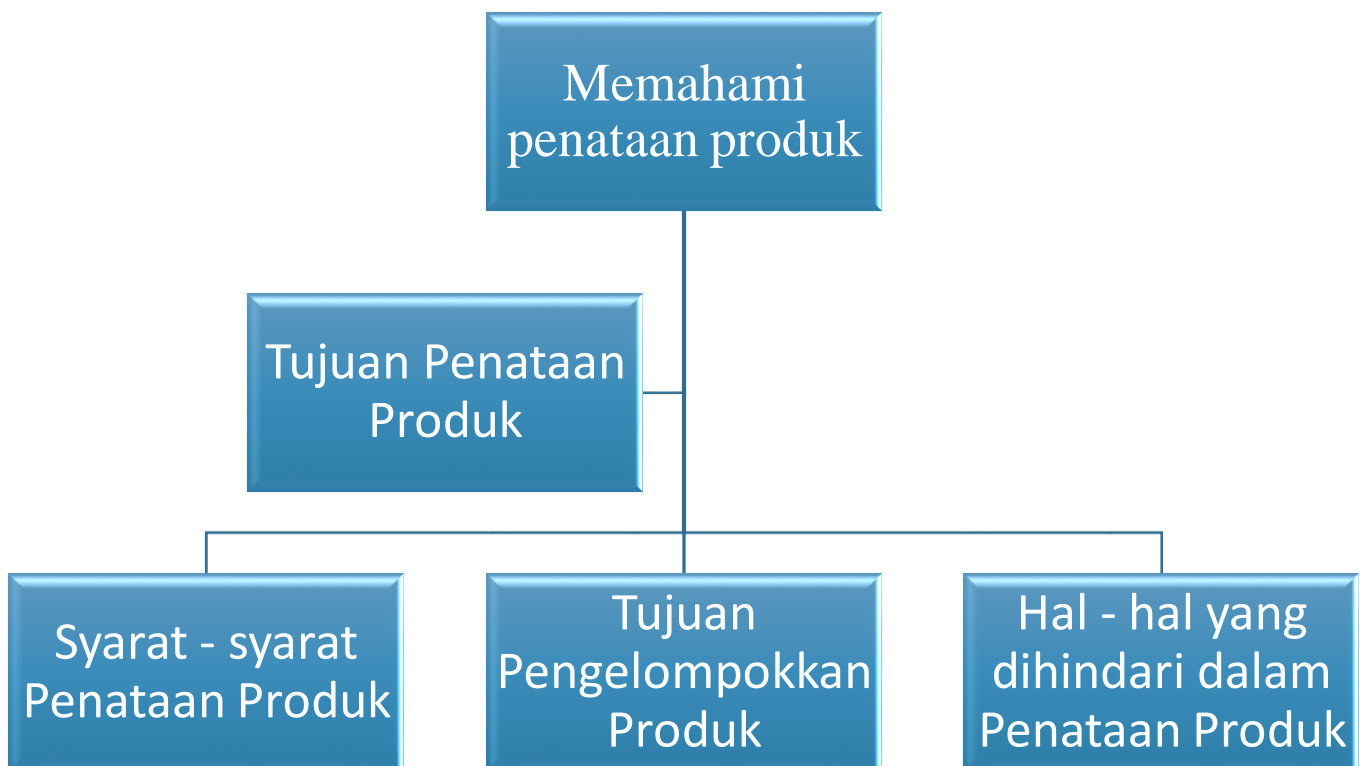 Memahami
penataan produk
Tujuan Penataan
Produk
Syarat - syarat
Penataan Produk
Tujuan
Pengelompokkan
Produk
Hal - hal yang
dihindari dalam
Penataan Produk